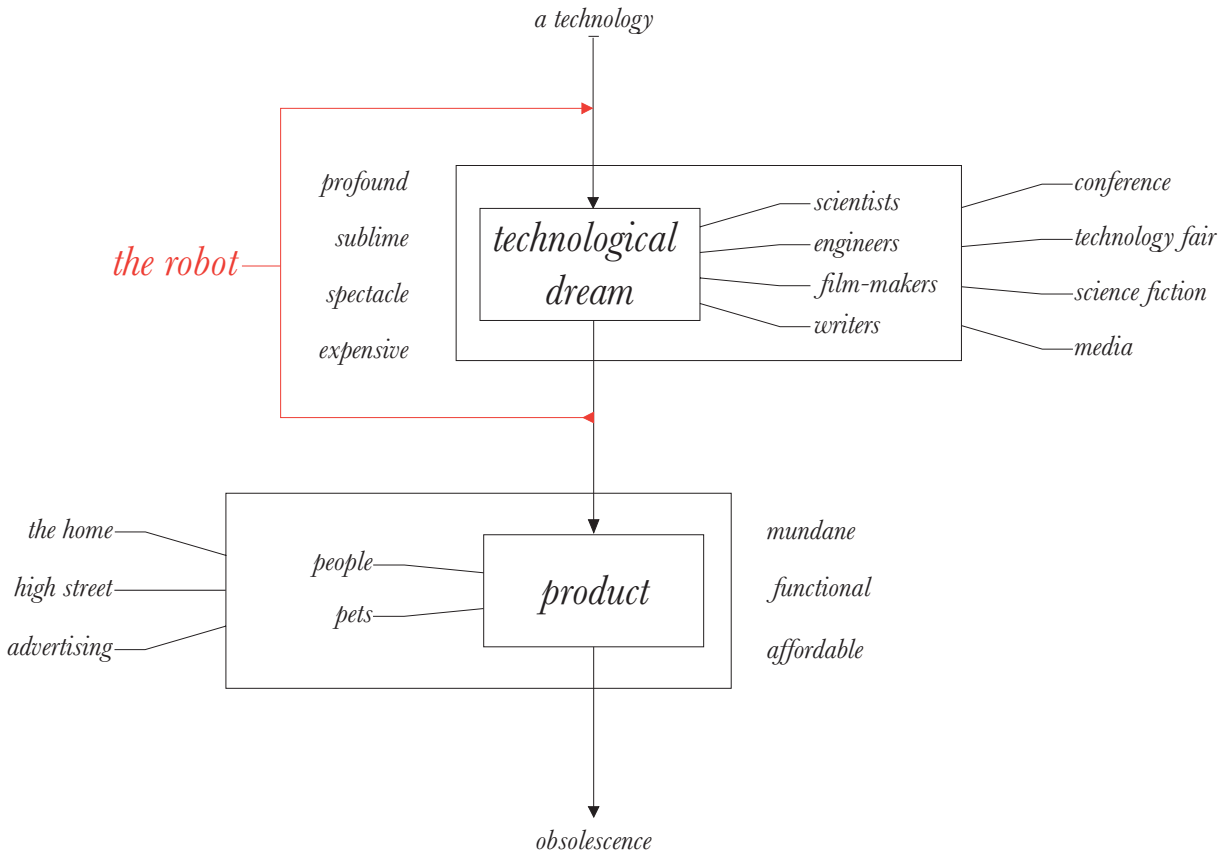 a technology
profound
sublime
spectacle
expensive
the robot
technological
dream
scientists
engineers
film-makers
writers
conference
technology fair
science fiction
media
the home
high street
advertising
people
pets
product
mundane
functional
affordable
obsolescence